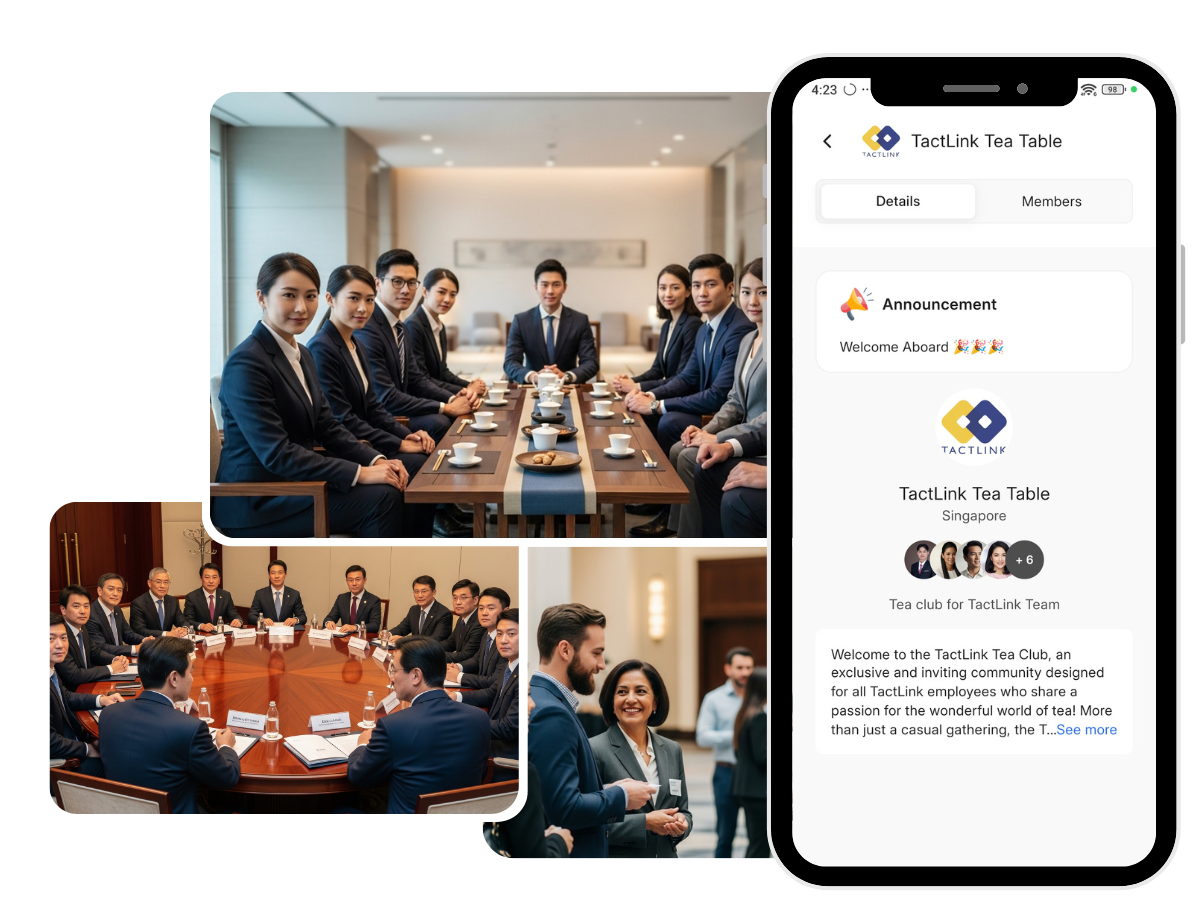 4:23
98
TACTLINK
TactLink Tea Table
Details
Members
Announcement
Welcome Aboard 🎉🎉🎉
TACTLINK
TactLink Tea Table
Singapore
+ 6
Tea club for TactLink Team
Welcome to the TactLink Tea Club, an
exclusive and inviting community designed
for all TactLink employees who share a
passion for the wonderful world of tea! More
than just a casual gathering, the T...See more